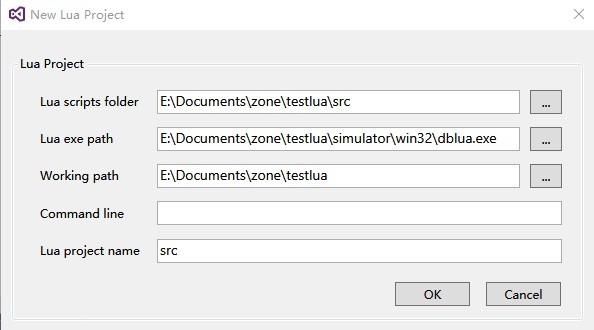 New Lua Project
Lua Project
Lua scripts folder E:\Documents\zone\testlua\src ...
Lua exe path E:\Documents\zone\testlua\simulator\win32\dblua.exe ...
Working path E:\Documents\zone\testlua ...
Command line
Lua project name src
OK Cancel